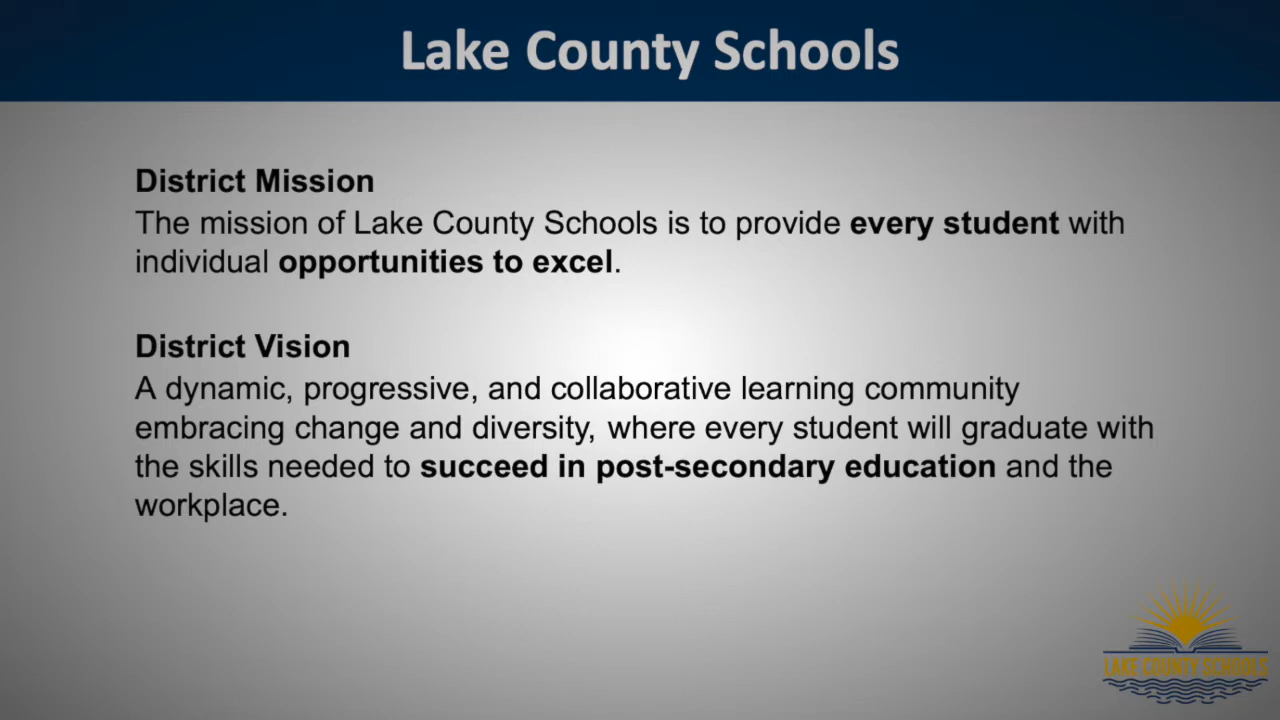 Lake County Schools
District Mission
The mission of Lake County Schools is to provide every student with
individual opportunities to excel.
District Vision
A dynamic, progressive, and collaborative learning community
embracing change and diversity, where every student will graduate with
the skills needed to succeed in post-secondary education and the
workplace.
LAKE COUNTY SCHOOLS